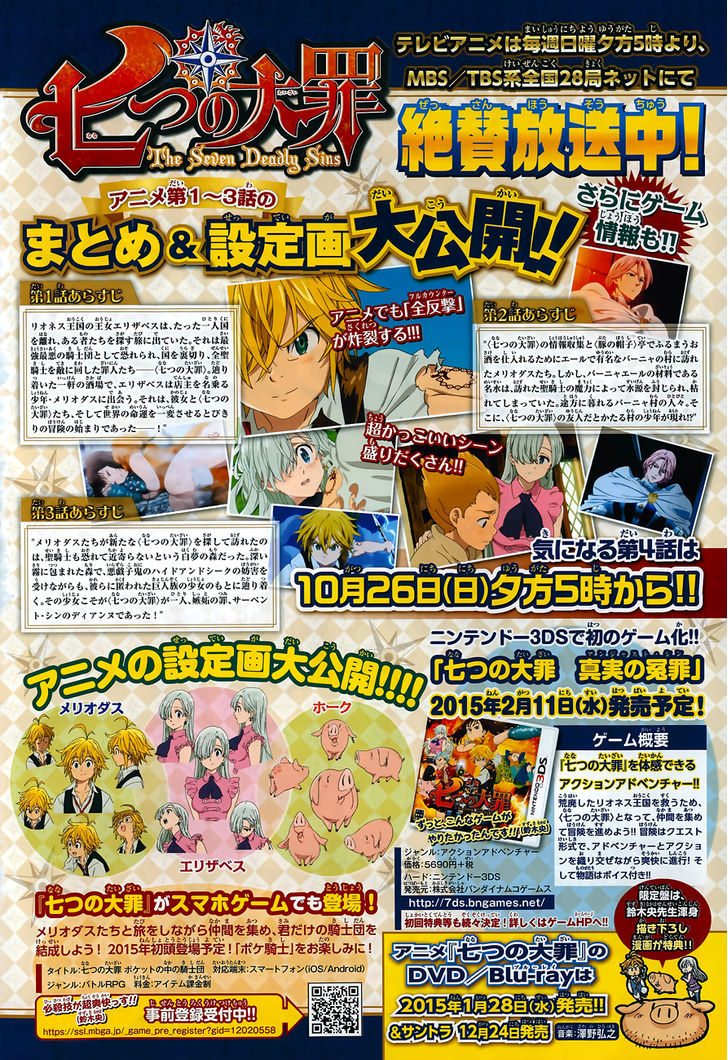 七つの大罪
The Seven Deadly Sins
テレビアニメは毎週日曜夕方5時より、
MBS/TBS系全国28局ネットにて
絶賛放送中!
アニメ第1~3話の
まとめ&設定画大公開!!
さらにゲーム
情報も!!
第1話あらすじ
リオネス王国の王女エリザベスは、たった一人国
を離れ、ある者たちを探す旅に出ていた。それは最
強最悪の騎士団として恐れられ、国を裏切り、全聖
騎士を敵に回した罪人たち――〈七つの大罪〉。辿り
着いた一軒の酒場で、エリザベスは店主を名乗る
少年・メリオダスに出会う。それは、彼女と〈七つの
大罪〉たち、そして世界の命運を一変させるとびき
りの冒険の始まりであった――!
アニメでも「全反撃」
フルカウンター
が炸裂する!!!
第2話あらすじ
"〈七つの大罪〉の情報収集と〈豚の帽子〉亭でふるまうお
酒を仕入れるためにエールで有名なバーニャの村に訪れ
たメリオダスたち。しかし、バーニャエールの材料である
名水は、訪れた聖騎士の魔力によって水源を封じられ、枯
れてしまっていた。途方に暮れるバーニャ村の人々。そ
こに、〈七つの大罪〉の友人だとかたる村の少年が現れ!?"
超かっこいいシーン
盛りだくさん!!
第3話あらすじ
"メリオダスたちが新たなく七つの大罪〉を探して訪れたの
は、聖騎士も恐れて近寄らないという白夢の森だった。深い
霧に包まれた森で、悪戯子鬼のハイドアンドシークの妨害を
受けながらも、彼らに匿われた巨人族の少女のもとに辿り着
く。その少女こそが〈七つの大罪〉が一人、嫉妬の罪、サーペン
ト・シンのディアンヌであった!"
気になる第4話は
10月26日(日)夕方5時から!!
アニメの設定画大公開!!!!
メリオダス
ホーク
エリザベス
ニンテンドー3DSで初のゲーム化!!
「七つの大罪 真実の冤罪」
アンジャスト・シン
2015年2月11日(水)発売予定!
七つの大罪
NINTENDO 3DS
ずっと、こんなゲームが
やりたかったんです!!(鈴木央)
ジャンル:アクションアドベンチャー
価格:5690円+税
ハード:ニンテンドー3DS
発売元:株式会社バンダイナムコゲームス
http://7ds.bngames.net/
初回特典等も続々決定!詳しくはゲームHPへ!!
ゲーム概要
『七つの大罪』を体感できる
アクションアドベンチャー!!
荒廃したリオネス王国を救うため、
〈七つの大罪〉となって、仲間を集め
て冒険を進めよう!!冒険はクエスト
形式で、アドベンチャーとアクショ
ンを織り交ぜながら爽快に進行!そ
して物語はボイス付き!!
『七つの大罪』がスマホゲームでも登場!
メリオダスたちと旅をしながら仲間を集め、君だけの騎士団を
結成しよう! 2015年初頭登場予定!「ポケ騎士」をお楽しみに!
タイトル:七つの大罪 ポケットの中の騎士団 対応端末:スマートフォン(iOS/Android)
ジャンル:バトルRPG 料金:アイテム課金制
必殺技が超爽快っす!!
(鈴木央)
事前登録受付中!!
https://ssl.mbga.jp/_game_pre_register?gid=12020558
限定盤は、
鈴木央先生渾身
描き下ろし
漫画が特典!!
アニメ『七つの大罪』の
DVD/Blu-rayは
2015年1月28日(水)発売!!
&サントラ 12月24日発売 音楽:澤野弘之